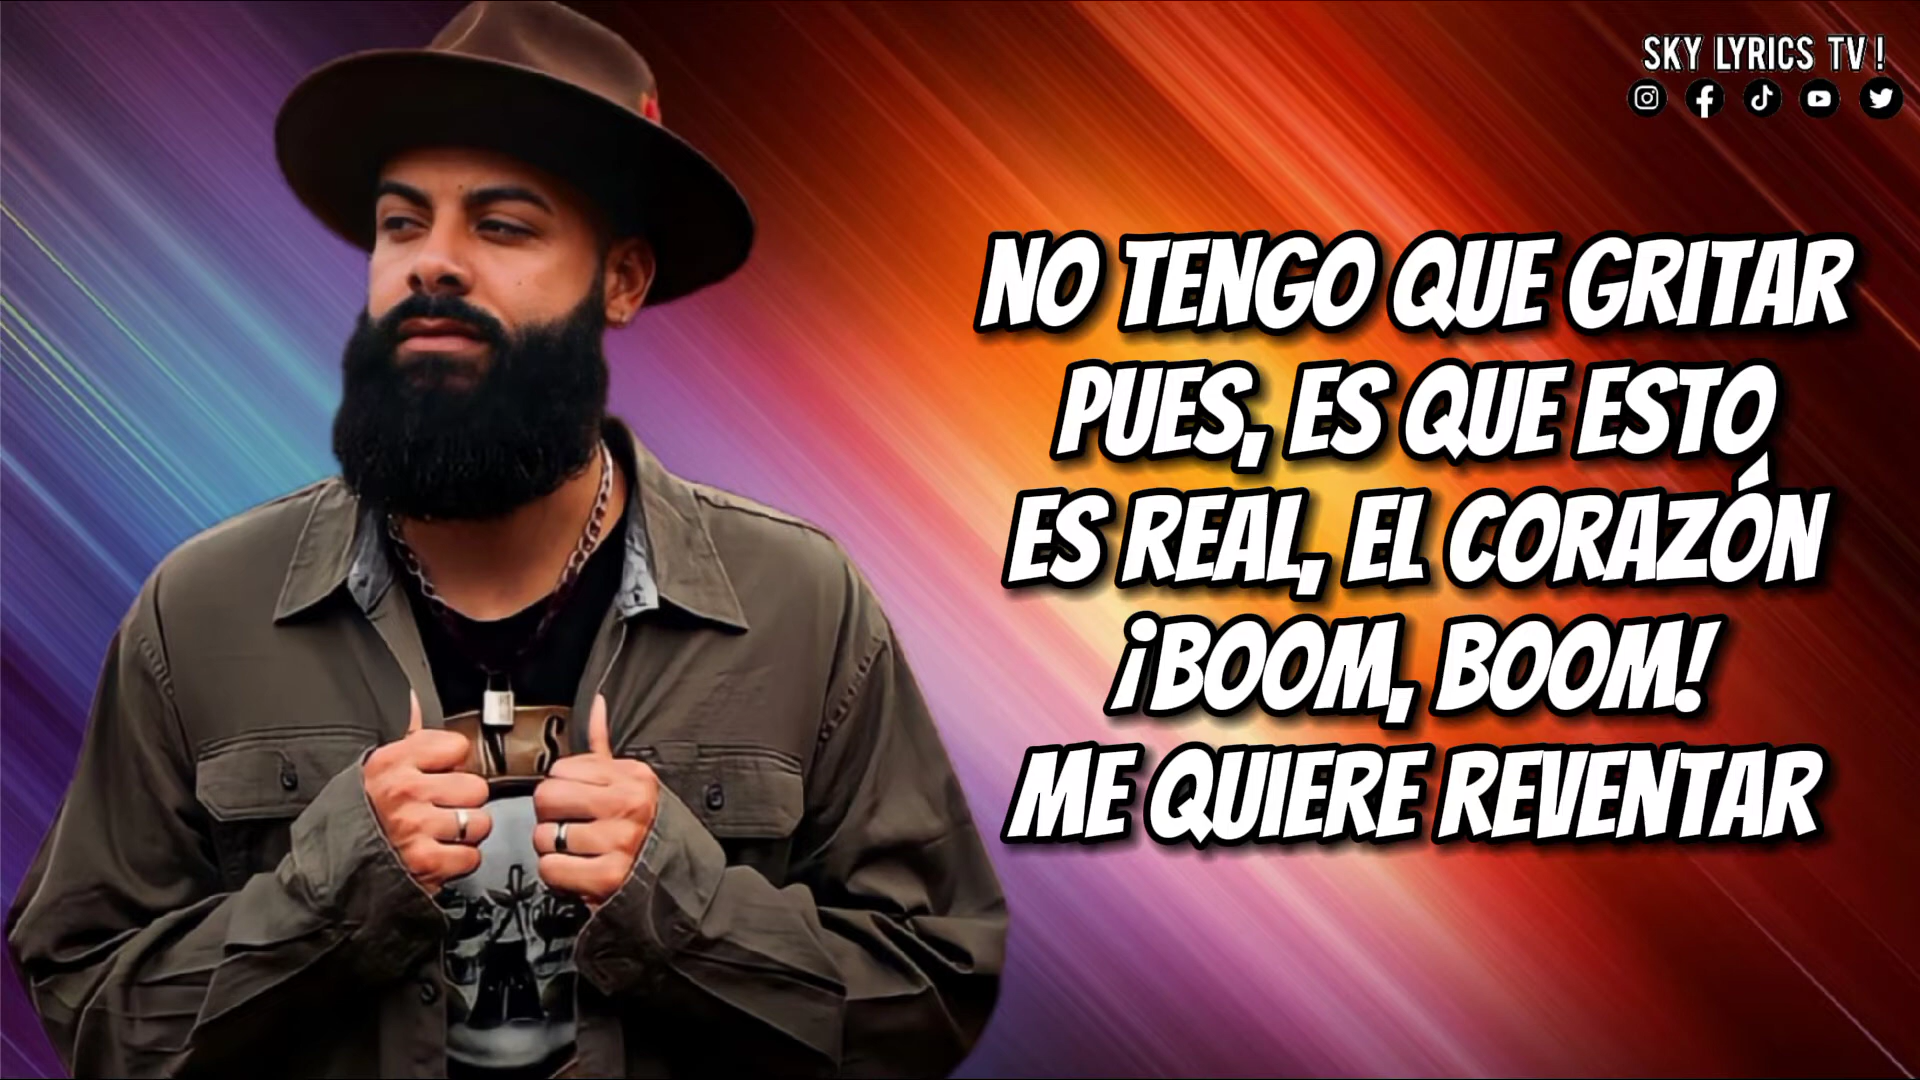 SKY LYRICS TV !
NO TENGO QUE GRITAR
PUES, ES QUE ESTO
ES REAL, EL CORAZÓN
¡BOOM, BOOM!
ME QUIERE REVENTAR